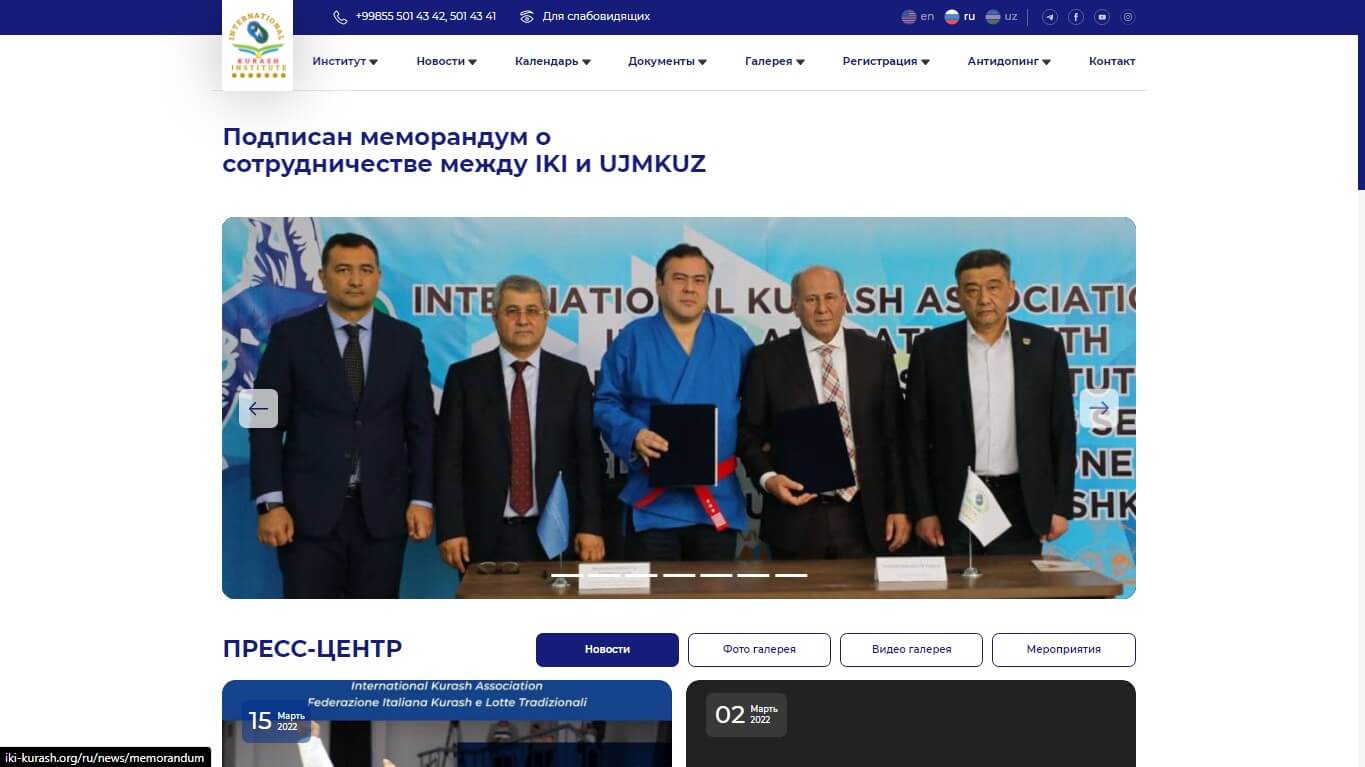 +99855 501 43 42, 501 43 41
Для слабовидящих
en
ru
uz
INTERNATIONAL
KURASH
INSTITUTE
Институт
Новости
Календарь
Документы
Галерея
Регистрация
Антидопинг
Контакт
Подписан меморандум о
сотрудничестве между IKI и UJMKUZ
INTERNATIONAL KURASH ASSOCIATIO
ПРЕСС-ЦЕНТР
Новости
Фото галерея
Видео галерея
Мероприятия
International Kurash Association
Federazione Italiana Kurash e Lotte Tradizionali
15 Март 2022
02 Март 2022
iki-kurash.org/ru/news/memorandum